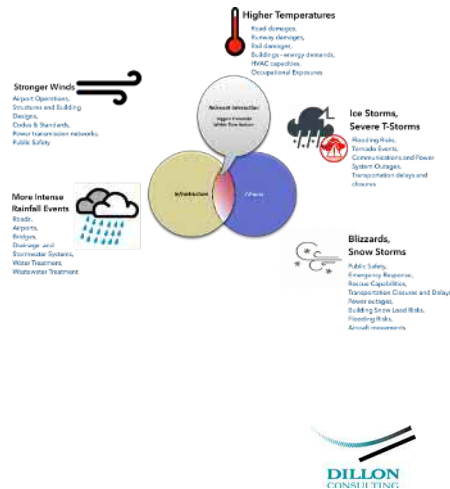 Higher Temperatures
Road damages,
Runway damages,
Rail damages,
Buildings - energy demands,
HVAC capacities,
Occupational Exposures
Stronger Winds
Airport Operations,
Structures and Building
Designs,
Codes & Standards,
Power transmission networks,
Public Safety
Relevant Interaction
Ice Storms,
Severe T-Storms
Flooding Risks,
Tornado Events,
Communications and Power
System Outages,
Transportation delays and
closures
Infrastructure
Climate
More Intense
Rainfall Events
Roads,
Airports,
Bridges,
Drainage and
Stormwater Systems,
Water Treatment,
Wastewater Treatment
Blizzards,
Snow Storms
Public Safety,
Emergency Response,
Rescue Capabilities,
Transportation Closures and Delays
Power outages,
Building Snow Load Risks,
Flooding Risks,
Aircraft movements
DILLON
CONSULTING